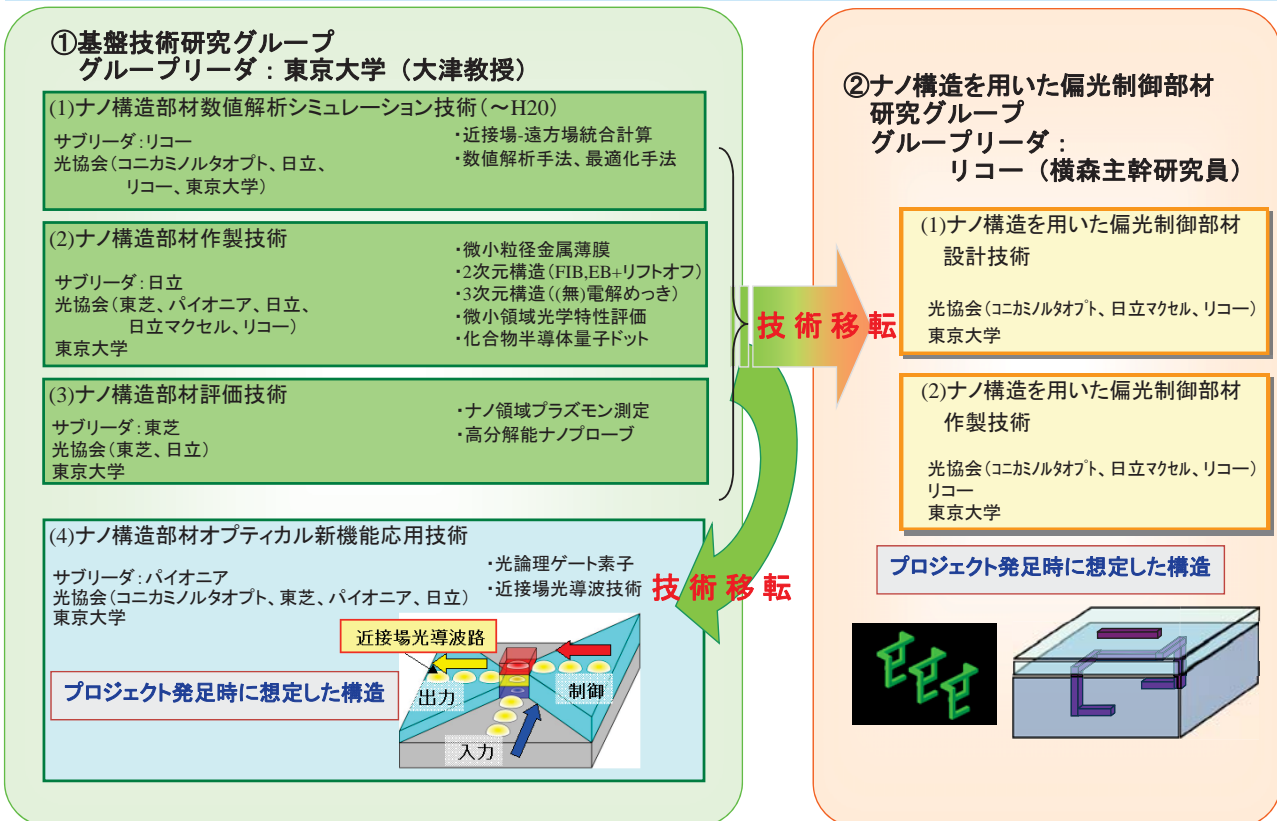 ①基盤技術研究グループ
グループリーダ：東京大学（大津教授）
(1)ナノ構造部材数値解析シミュレーション技術（～H20）
サブリーダ：リコー
光協会（コニカミノルタオプト、日立、
リコー、東京大学）
・近接場-遠方場統合計算
・数値解析手法、最適化手法
(2)ナノ構造部材作製技術
サブリーダ：日立
光協会（東芝、パイオニア、日立、
日立マクセル、リコー）
東京大学
・微小粒径金属薄膜
・2次元構造（FIB,EB+リフトオフ）
・3次元構造（(無)電解めっき）
・微小領域光学特性評価
・化合物半導体量子ドット
(3)ナノ構造部材評価技術
サブリーダ：東芝
光協会（東芝、日立）
東京大学
・ナノ領域プラズモン測定
・高分解能ナノプローブ
(4)ナノ構造部材オプティカル新機能応用技術
サブリーダ：パイオニア
光協会（コニカミノルタオプト、東芝、パイオニア、日立）
東京大学
・光論理ゲート素子
・近接場光導波技術
技術移転
近接場光導波路
プロジェクト発足時に想定した構造
出力
制御
入力
技術移転
②ナノ構造を用いた偏光制御部材
研究グループ
グループリーダ：
リコー（横森主幹研究員）
(1)ナノ構造を用いた偏光制御部材
設計技術
光協会（コニカミノルタオプト、日立マクセル、リコー）
東京大学
(2)ナノ構造を用いた偏光制御部材
作製技術
光協会（コニカミノルタオプト、日立マクセル、リコー）
リコー
東京大学
プロジェクト発足時に想定した構造